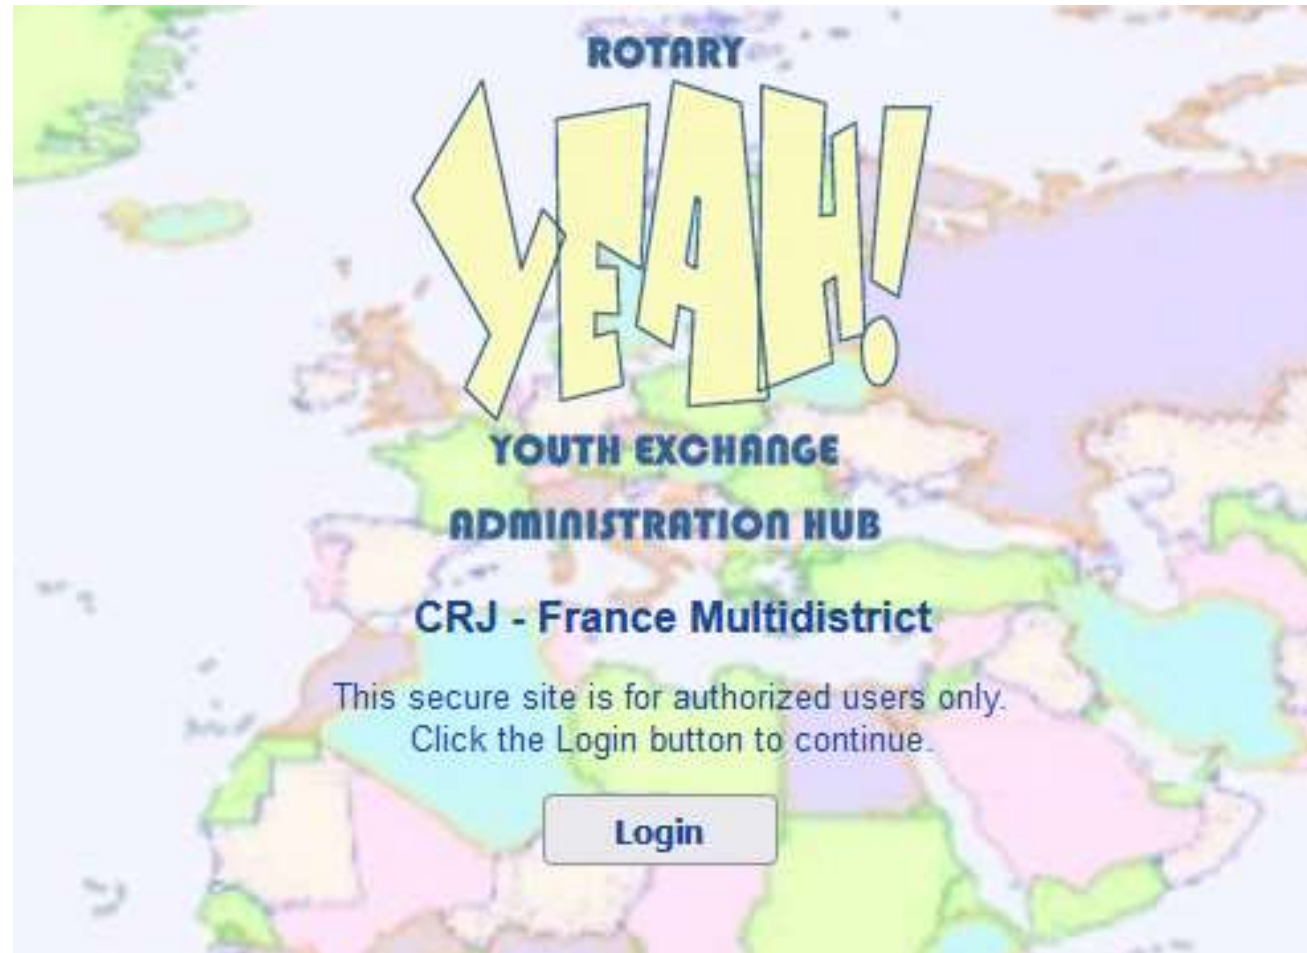 ROTARY
YEAH!
YOUTH EXCHANGE
ADMINISTRATION HUB
CRJ - France Multidistrict
This secure site is for authorized users only.
Click the Login button to continue.
Login